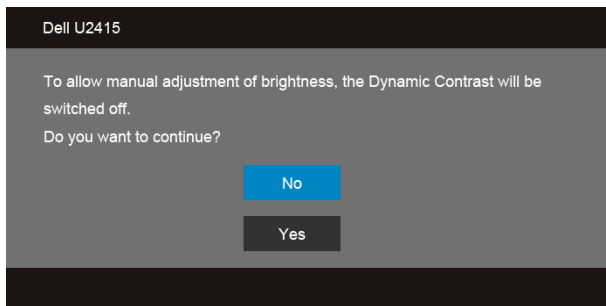 Dell U2415
To allow manual adjustment of brightness, the Dynamic Contrast will be
switched off.
Do you want to continue?
No
Yes